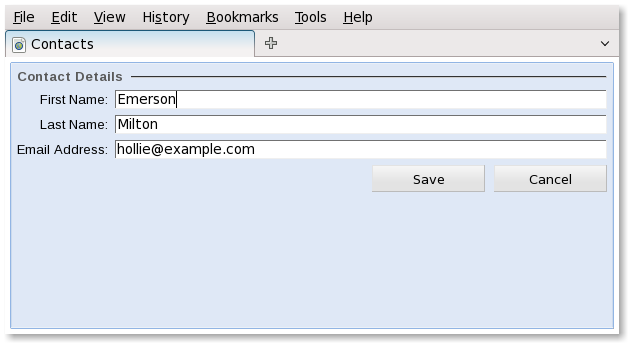 File Edit View History Bookmarks Tools Help
Contacts
Contact Details
First Name: Emerson
Last Name: Milton
Email Address: hollie@example.com
Save Cancel